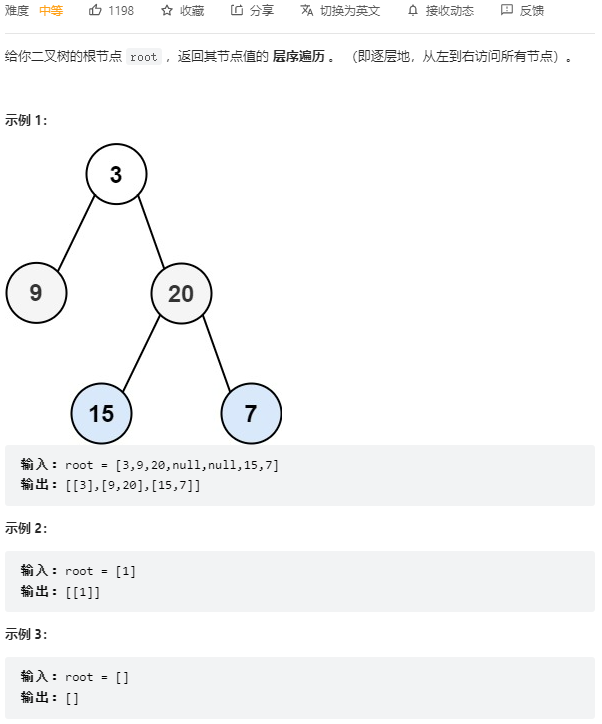 难度 中等 1198 收藏 分享 切换为英文 接收动态 反馈
给你二叉树的根节点 root ，返回其节点值的 层序遍历 。 （即逐层地，从左到右访问所有节点）。
示例 1：
3
9 20
15 7
输入：root = [3,9,20,null,null,15,7]
输出：[[3],[9,20],[15,7]]
示例 2：
输入：root = [1]
输出：[[1]]
示例 3：
输入：root = []
输出：[]